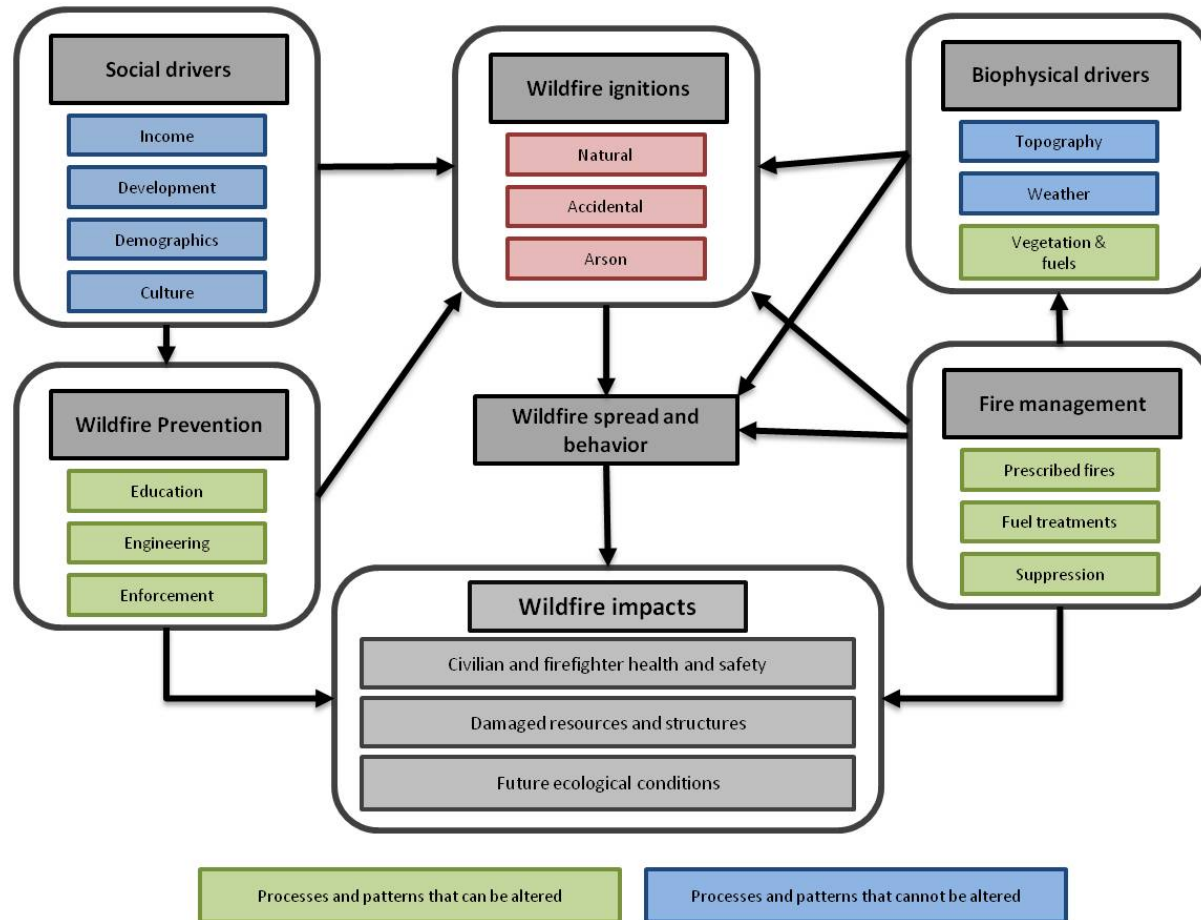 Social drivers
Income
Development
Demographics
Culture
Wildfire ignitions
Natural
Accidental
Arson
Biophysical drivers
Topography
Weather
Vegetation &
fuels
Wildfire Prevention
Education
Engineering
Enforcement
Wildfire spread and
behavior
Fire management
Prescribed fires
Fuel treatments
Suppression
Wildfire impacts
Civilian and firefighter health and safety
Damaged resources and structures
Future ecological conditions
Processes and patterns that can be altered
Processes and patterns that cannot be altered